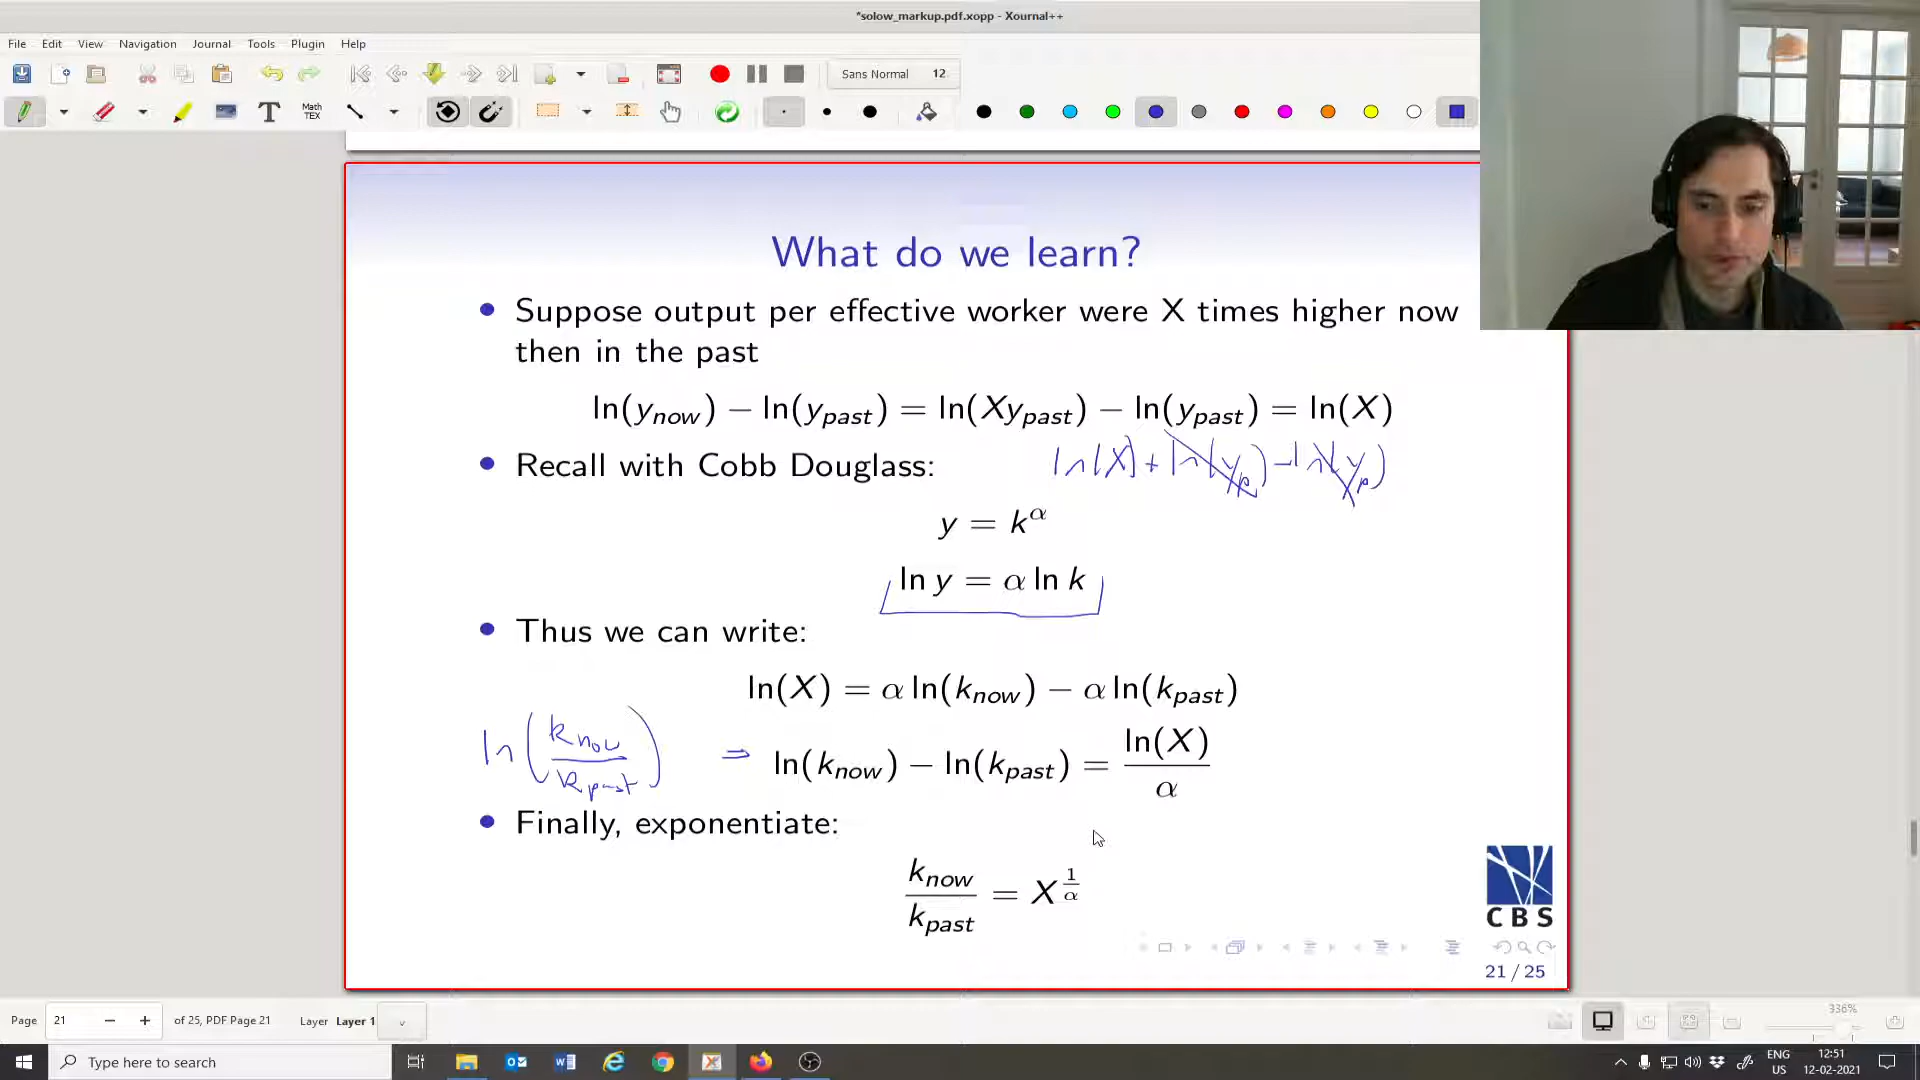 *solow_markup.pdf.xopp - Xournal++
File Edit View Navigation Journal Tools Plugin Help
Sans Normal 12
T Math TEX
What do we learn?
• Suppose output per effective worker were X times higher now
then in the past
ln(y_now) − ln(y_past) = ln(Xy_past) − ln(y_past) = ln(X)
ln(X) + ln(y_p) − ln(y_p)
• Recall with Cobb Douglass:
y = k^α
ln y = α ln k
• Thus we can write:
ln(X) = α ln(k_now) − α ln(k_past)
ln(k_now/k_past) ⇒ ln(k_now) − ln(k_past) = ln(X)/α
• Finally, exponentiate:
k_now/k_past = X^(1/α)
CBS
21 / 25
Page 21 − + of 25, PDF Page 21 Layer Layer 1
336%
Type here to search
ENG US
12:51
12-02-2021